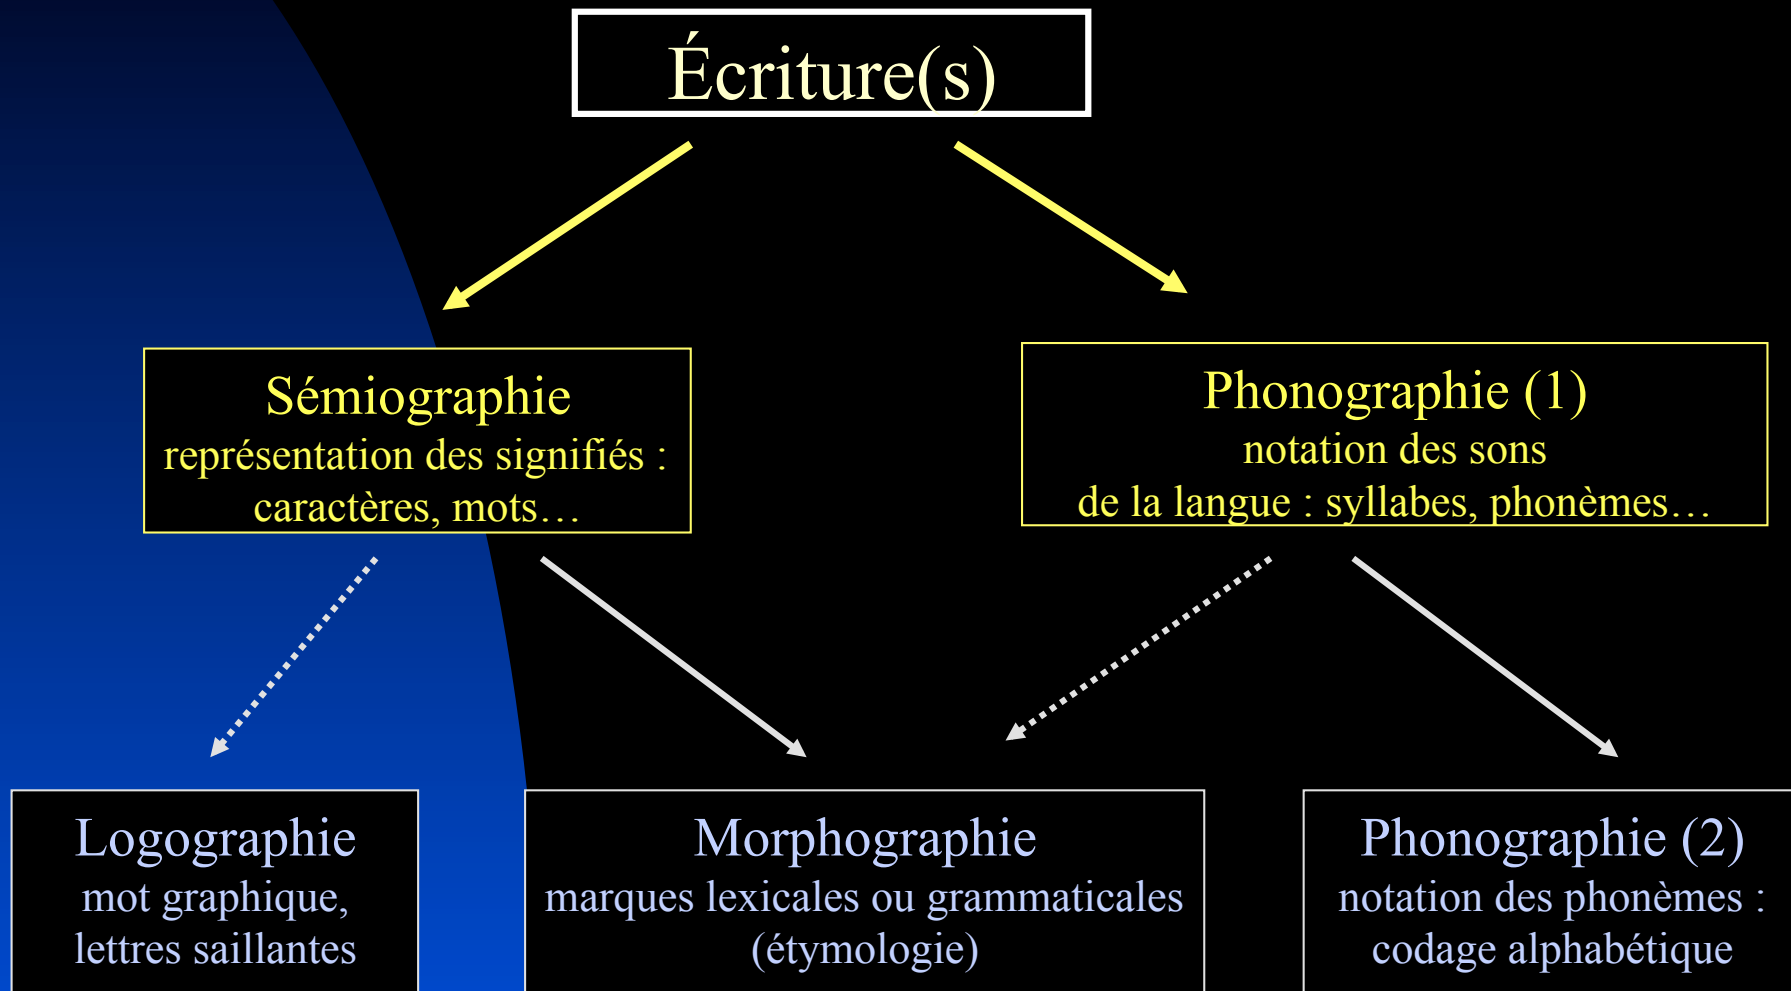 Écriture(s)
Sémiographie
représentation des signifiés :
caractères, mots…
Phonographie (1)
notation des sons
de la langue : syllabes, phonèmes…
Logographie
mot graphique,
lettres saillantes
Morphographie
marques lexicales ou grammaticales
(étymologie)
Phonographie (2)
notation des phonèmes :
codage alphabétique